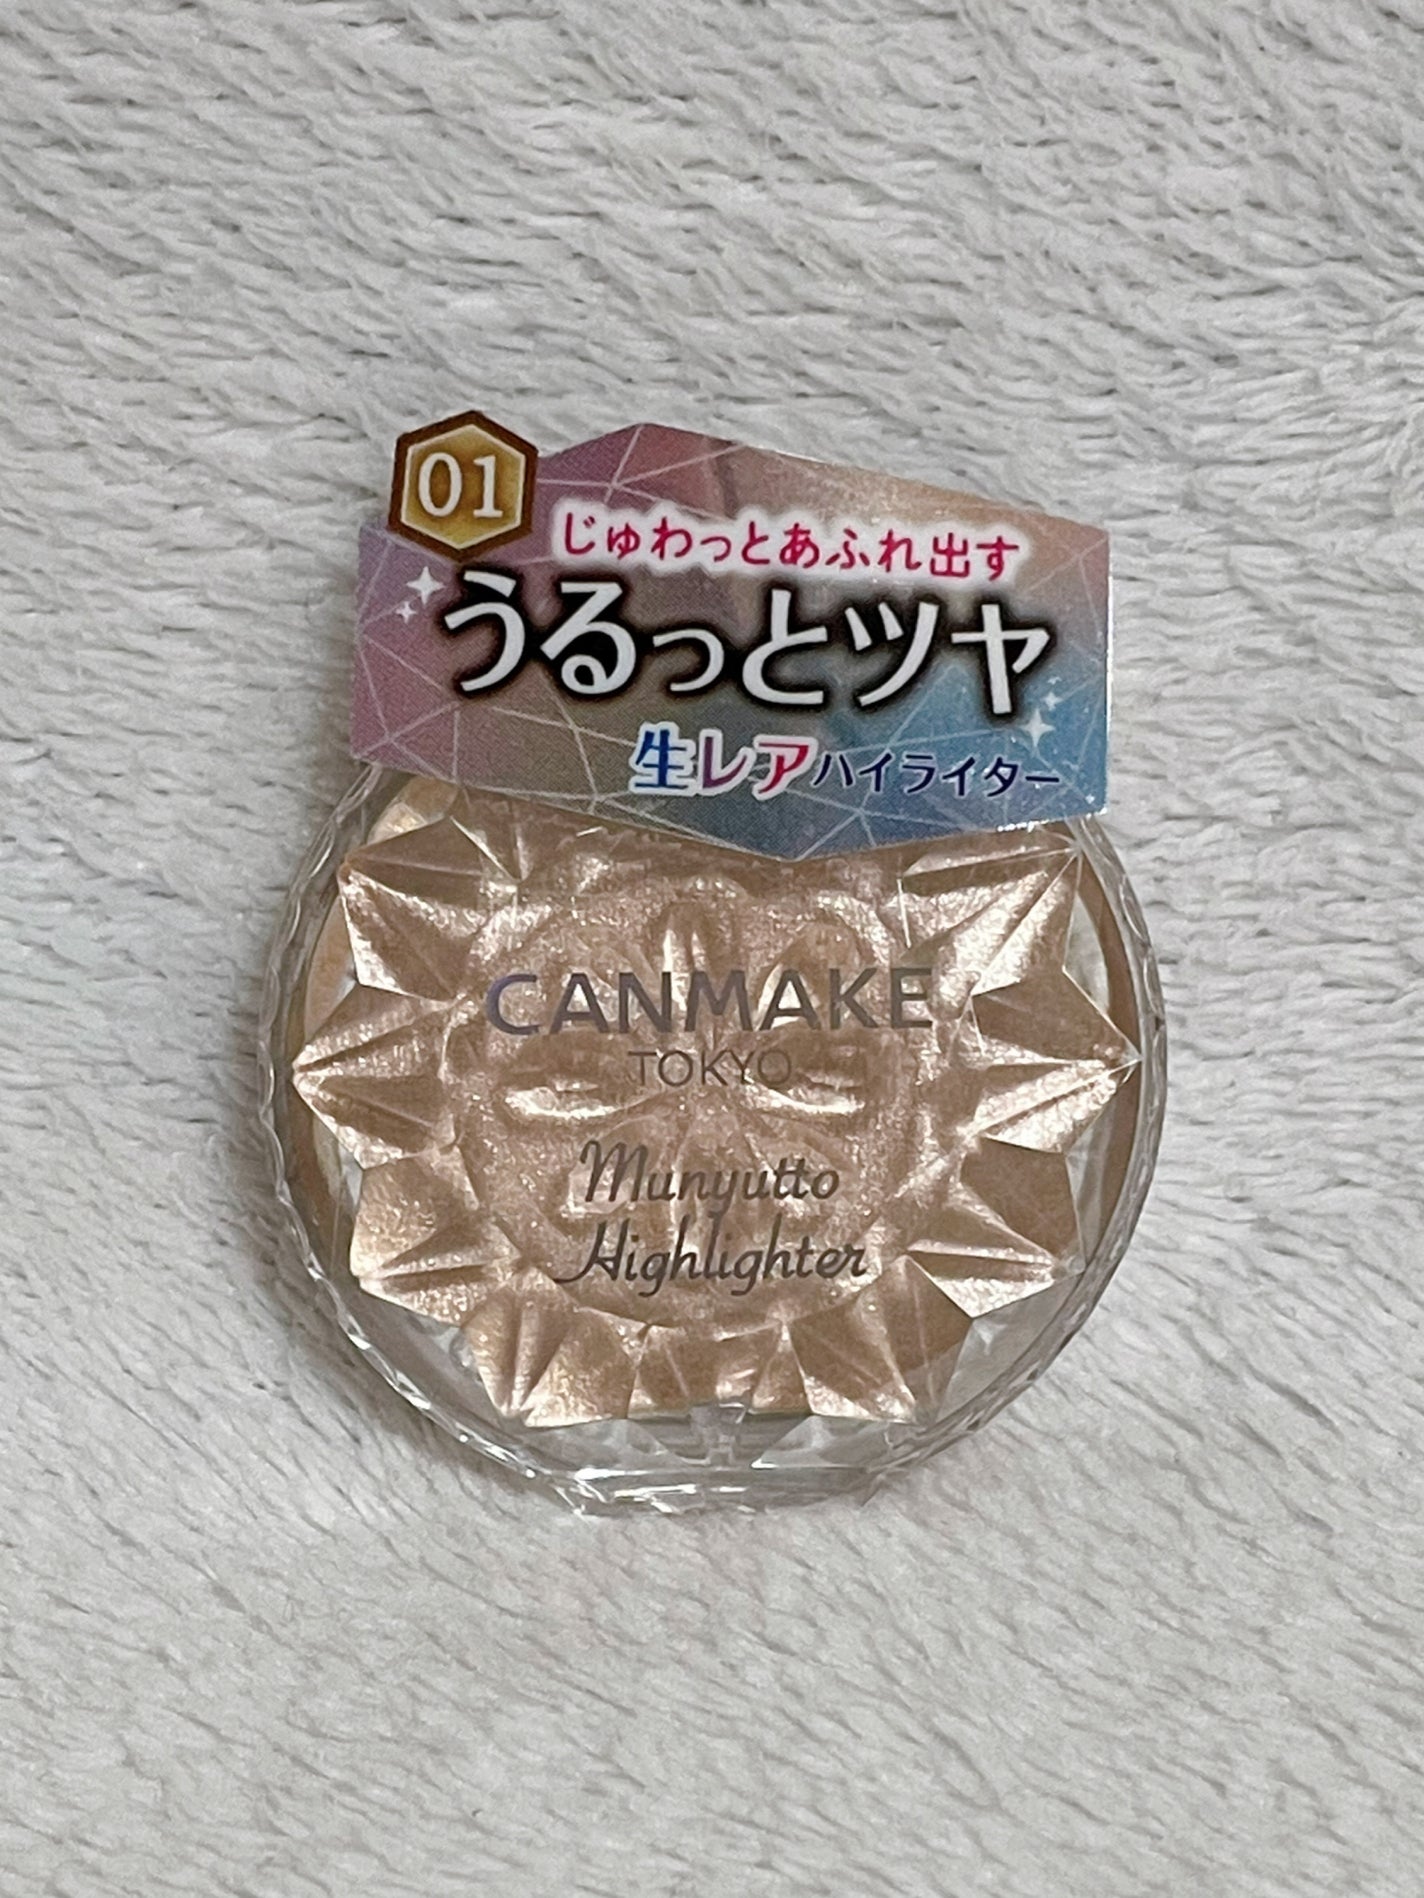 01
じゅわっとあふれ出す
うるっとツヤ
生レアハイライター
CANMAKE
TOKYO
Munyutto
Highlighter